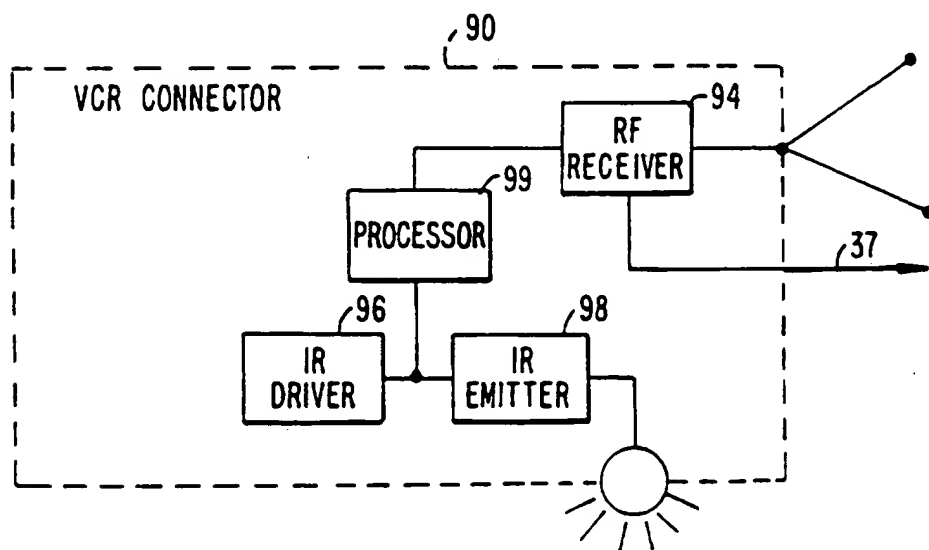 90
VCR CONNECTOR
94
RF
RECEIVER
99
PROCESSOR
37
96
IR
DRIVER
98
IR
EMITTER